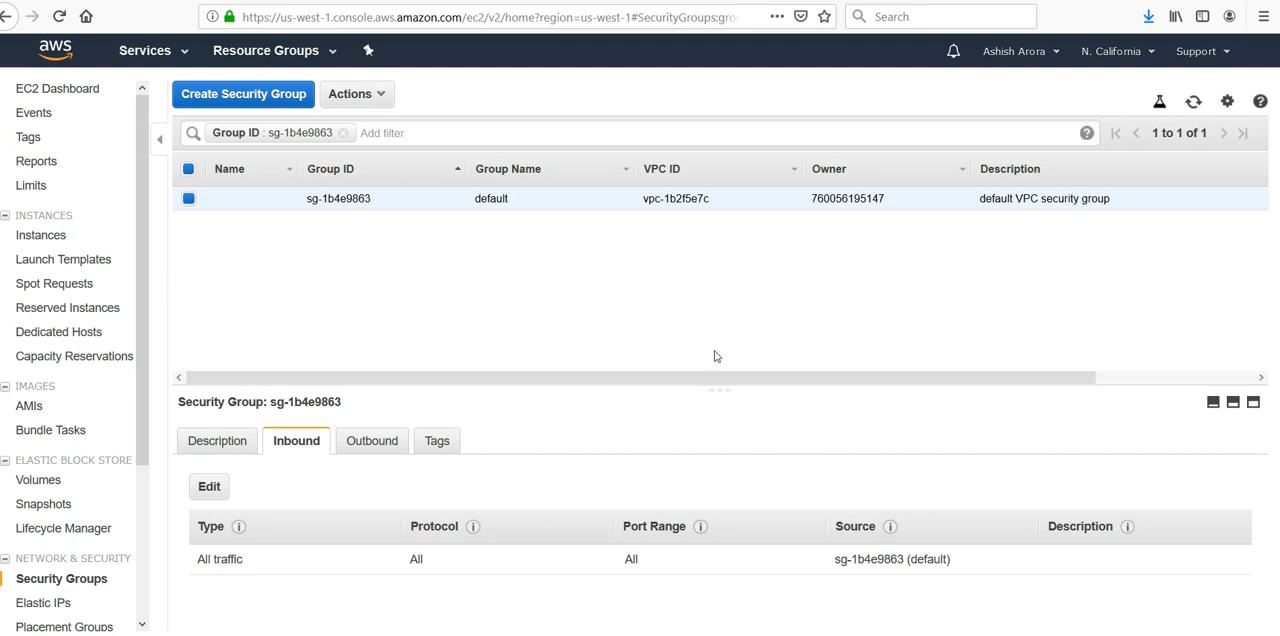 https://us-west-1.console.aws.amazon.com/ec2/v2/home?region=us-west-1#SecurityGroups:gro
Search
aws
Services
Resource Groups
Ashish Arora
N. California
Support
EC2 Dashboard
Events
Tags
Reports
Limits
INSTANCES
Instances
Launch Templates
Spot Requests
Reserved Instances
Dedicated Hosts
Capacity Reservations
IMAGES
AMIs
Bundle Tasks
ELASTIC BLOCK STORE
Volumes
Snapshots
Lifecycle Manager
NETWORK & SECURITY
Security Groups
Elastic IPs
Placement Groups
Create Security Group
Actions
Group ID : sg-1b4e9863 Add filter
1 to 1 of 1
Name Group ID Group Name VPC ID Owner Description
sg-1b4e9863 default vpc-1b2f5e7c 760056195147 default VPC security group
Security Group: sg-1b4e9863
Description Inbound Outbound Tags
Edit
Type Protocol Port Range Source Description
All traffic All All sg-1b4e9863 (default)